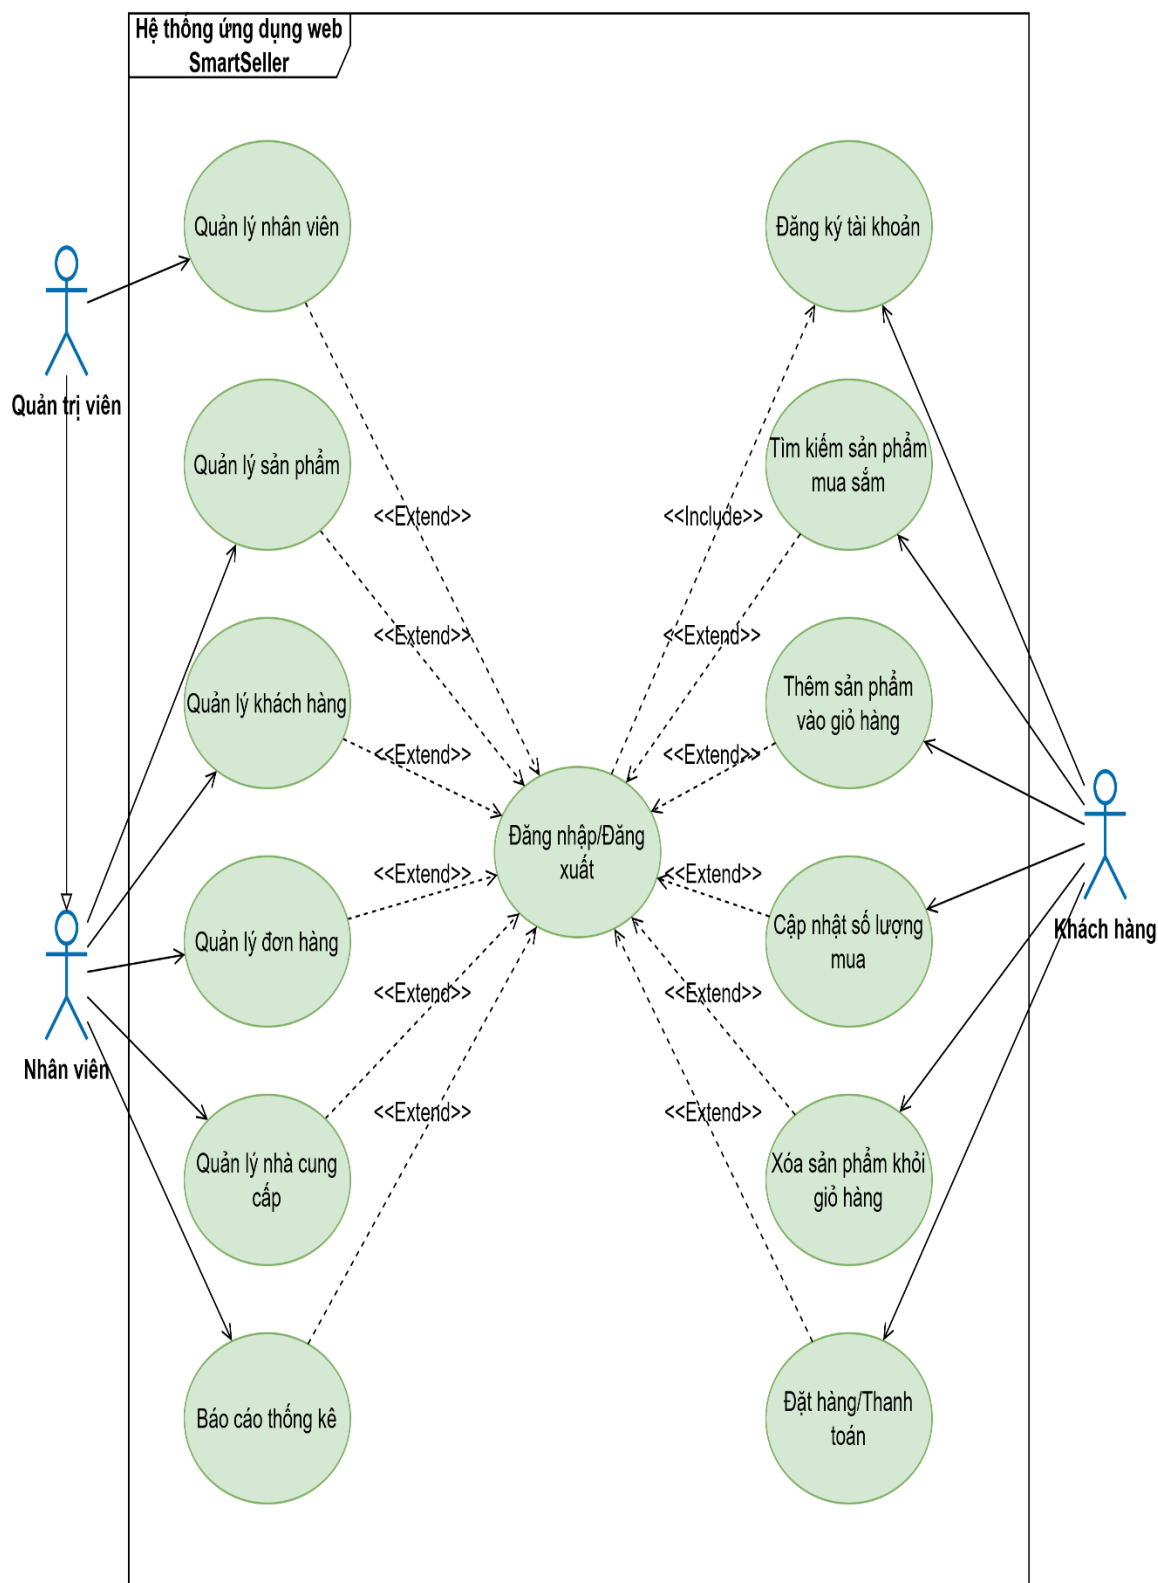 Hệ thống ứng dụng web
SmartSeller
Quản lý nhân viên
Đăng ký tài khoản
Quản trị viên
Quản lý sản phẩm
Tìm kiếm sản phẩm
mua sắm
<<Extend>>
<<Include>>
<<Extend>>
<<Extend>>
Quản lý khách hàng
Thêm sản phẩm
vào giỏ hàng
<<Extend>>
<<Extend>>
Đăng nhập/Đăng
xuất
<<Extend>>
<<Extend>>
Quản lý đơn hàng
Cập nhật số lượng
mua
Khách hàng
<<Extend>>
<<Extend>>
Nhân viên
<<Extend>>
<<Extend>>
Quản lý nhà cung
cấp
Xóa sản phẩm khỏi
giỏ hàng
Báo cáo thống kê
Đặt hàng/Thanh
toán